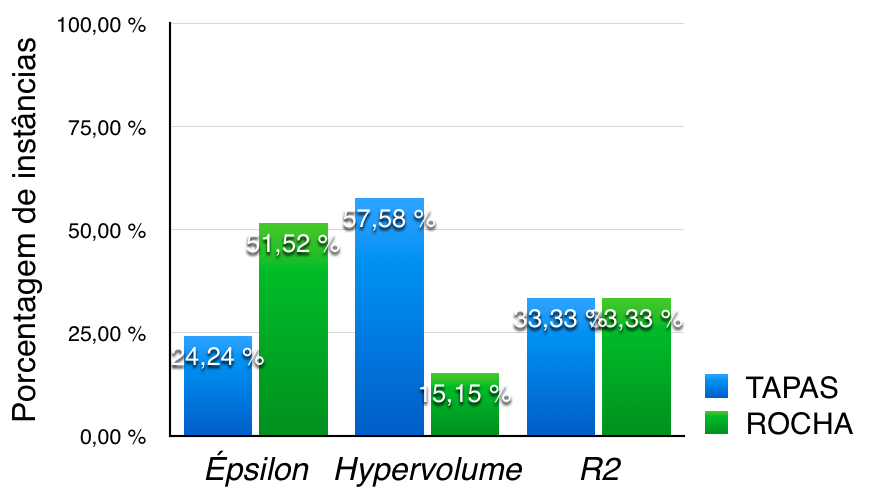 Porcentagem de instâncias
100,00 %
75,00 %
50,00 %
25,00 %
0,00 %
24,24 %
51,52 %
57,58 %
15,15 %
33,33 %
33,33 %
Épsilon
Hypervolume
R2
TAPAS
ROCHA